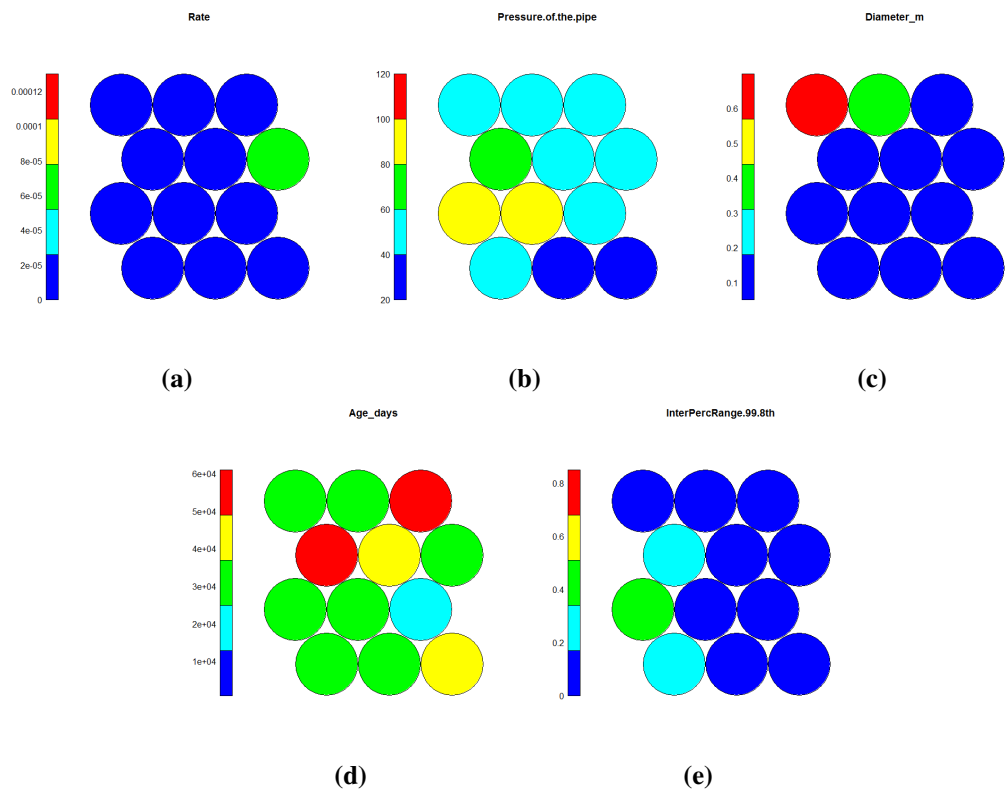 Rate
0.00012
0.0001
8e-05
6e-05
4e-05
2e-05
0
(a)
Pressure.of.the.pipe
120
100
80
60
40
20
(b)
Diameter_m
0.6
0.5
0.4
0.3
0.2
0.1
(c)
Age_days
6e+04
5e+04
4e+04
3e+04
2e+04
1e+04
(d)
InterPercRange.99.8th
0.8
0.6
0.4
0.2
0
(e)